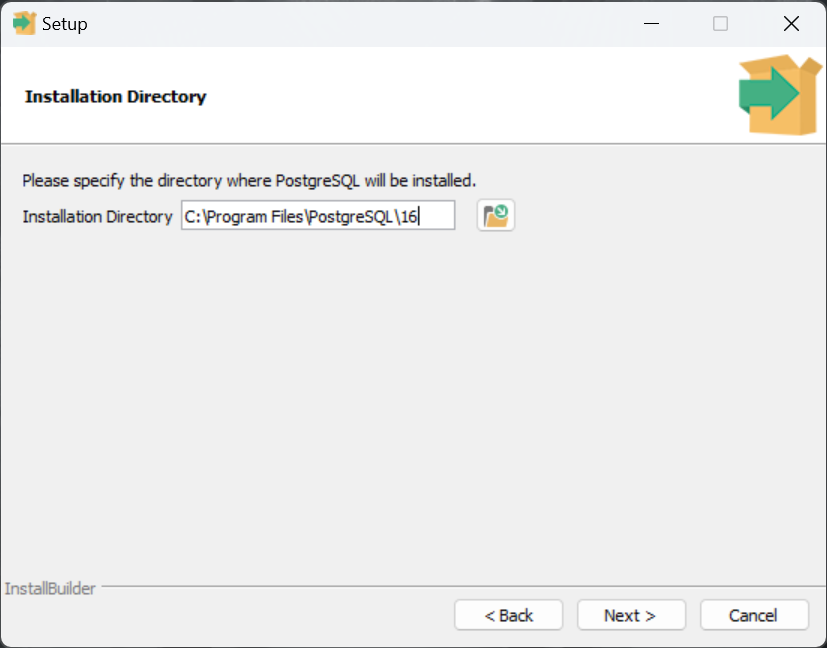 Setup
Installation Directory
Please specify the directory where PostgreSQL will be installed.
Installation Directory C:\Program Files\PostgreSQL\16
InstallBuilder
< Back Next > Cancel